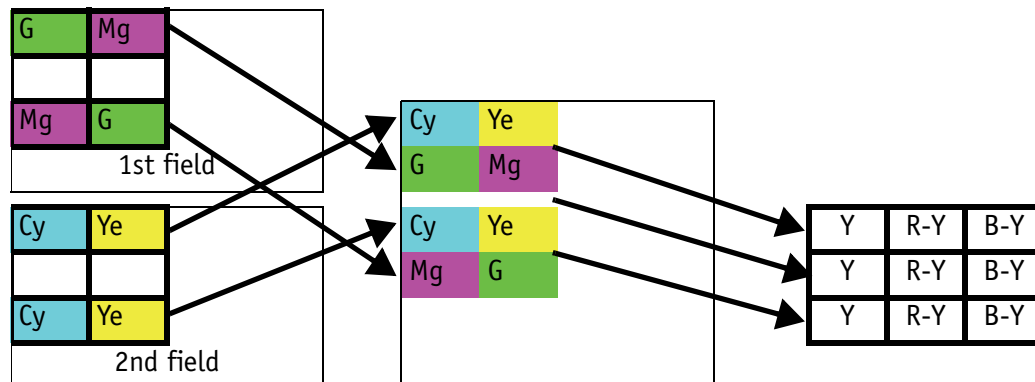 G Mg
Mg G
1st field
Cy Ye
Cy Ye
2nd field
Cy Ye
G Mg
Cy Ye
Mg G
Y R-Y B-Y
Y R-Y B-Y
Y R-Y B-Y